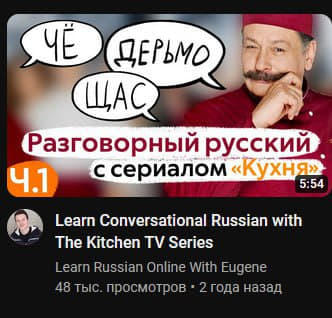 ЧЁ
ДЕРЬМО
ЩАС
Разговорный русский
Ч.1
с сериалом «Кухня»
5:54
Learn Conversational Russian with
The Kitchen TV Series
Learn Russian Online With Eugene
48 тыс. просмотров • 2 года назад